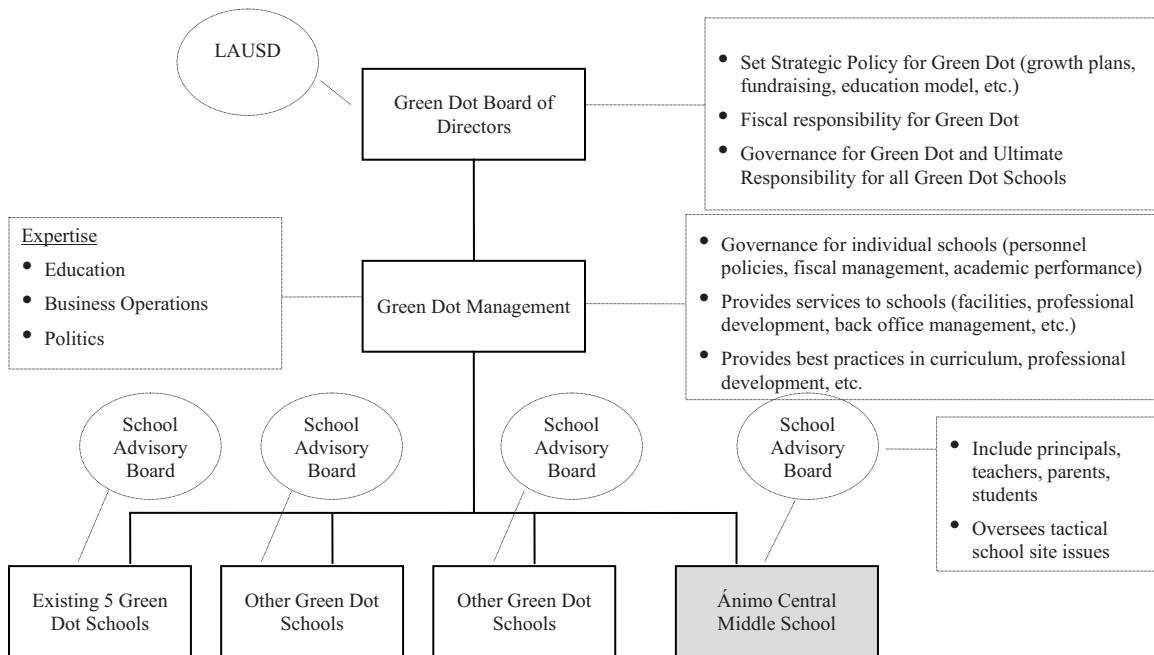 LAUSD
Green Dot Board of
Directors
• Set Strategic Policy for Green Dot (growth plans,
fundraising, education model, etc.)
• Fiscal responsibility for Green Dot
• Governance for Green Dot and Ultimate
Responsibility for all Green Dot Schools
Expertise
• Education
• Business Operations
• Politics
Green Dot Management
• Governance for individual schools (personnel
policies, fiscal management, academic performance)
• Provides services to schools (facilities, professional
development, back office management, etc.)
• Provides best practices in curriculum, professional
development, etc.
School
Advisory
Board
School
Advisory
Board
School
Advisory
Board
School
Advisory
Board
• Include principals,
teachers, parents,
students
• Oversees tactical
school site issues
Existing 5 Green
Dot Schools
Other Green Dot
Schools
Other Green Dot
Schools
Ánimo Central
Middle School